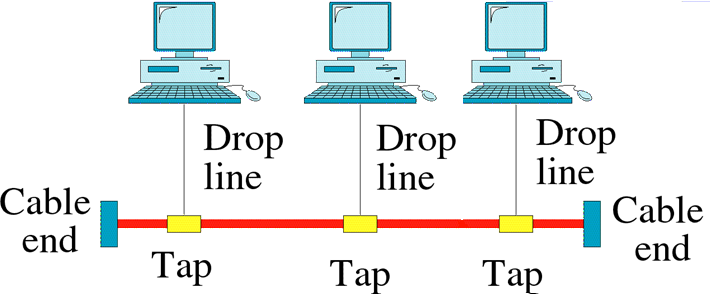 Drop
line
Drop
line
Drop
line
Cable
end
Cable
end
Tap
Tap
Tap